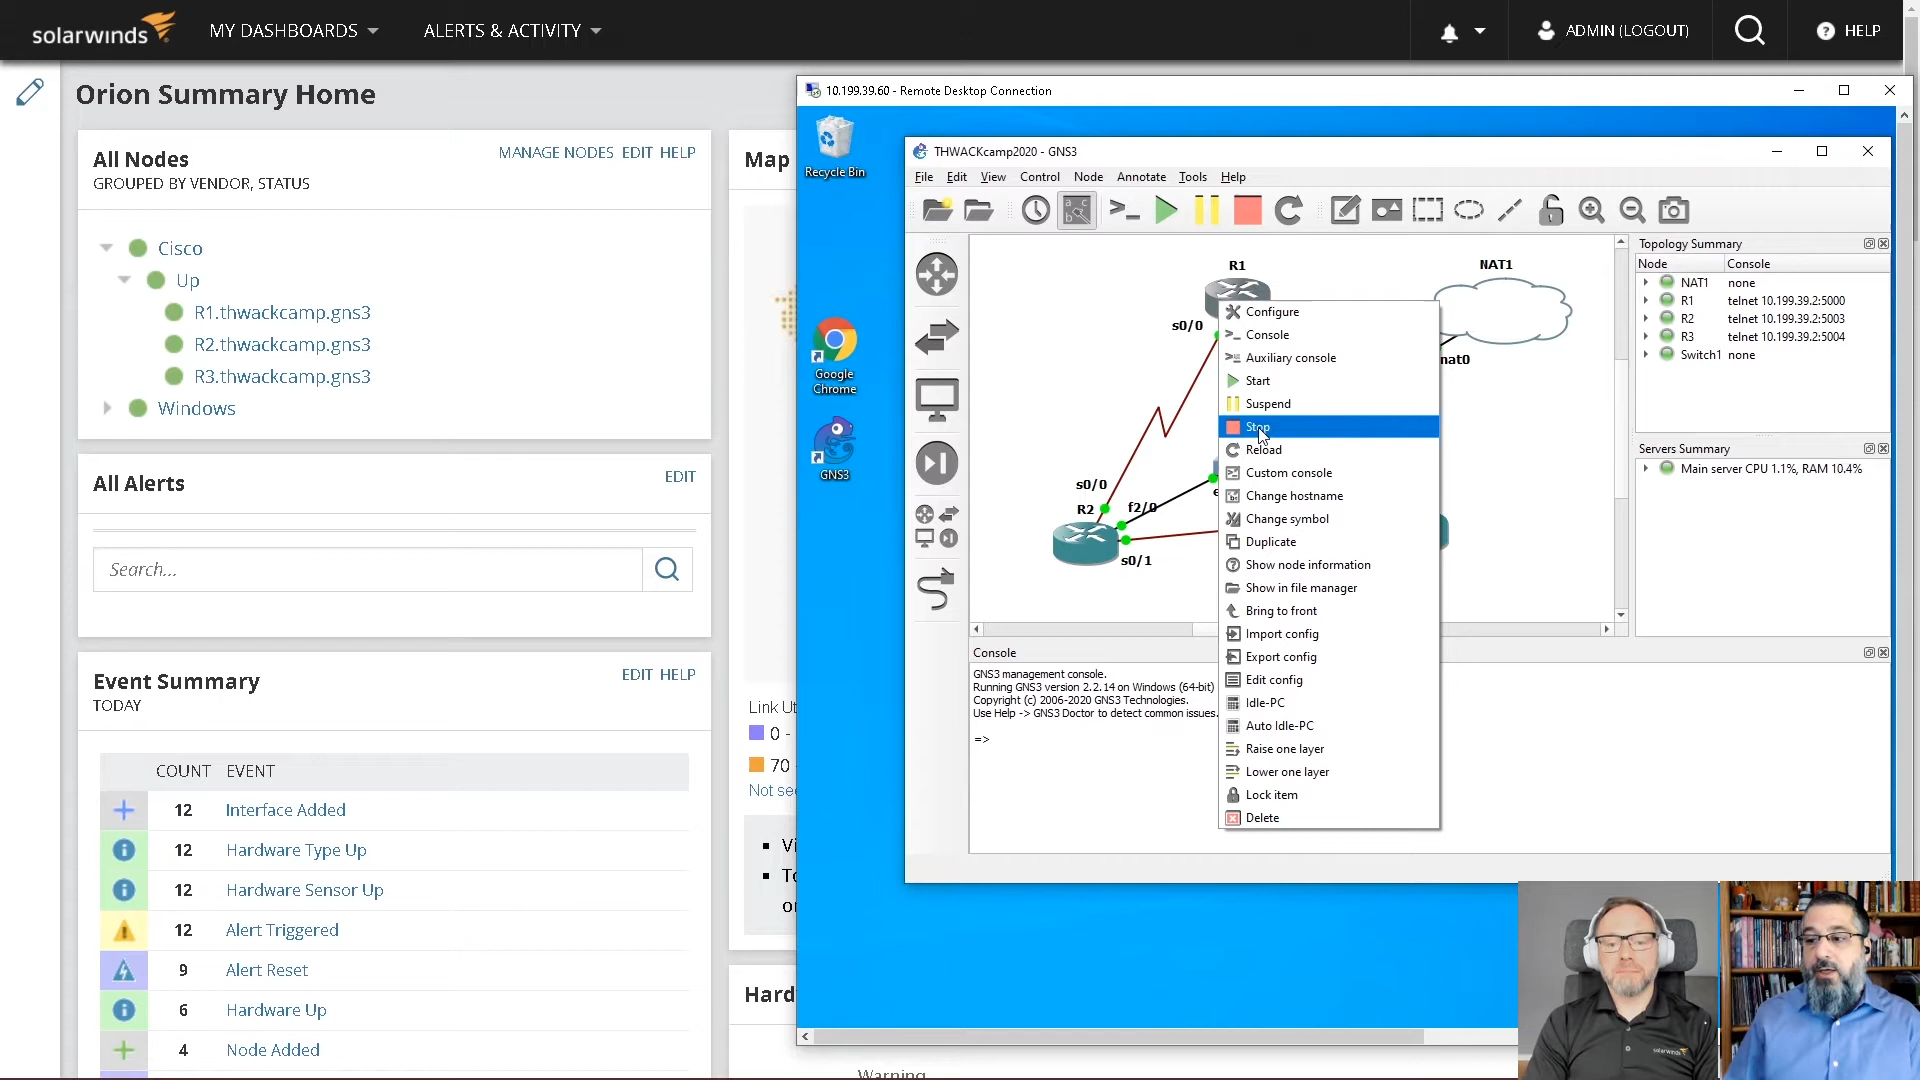 solarwinds
MY DASHBOARDS
ALERTS & ACTIVITY
ADMIN (LOGOUT)
HELP
Orion Summary Home
All Nodes
MANAGE NODES EDIT HELP
GROUPED BY VENDOR, STATUS
Cisco
Up
R1.thwackcamp.gns3
R2.thwackcamp.gns3
R3.thwackcamp.gns3
Windows
All Alerts
EDIT
Search...
Event Summary
EDIT HELP
TODAY
COUNT EVENT
12 Interface Added
12 Hardware Type Up
12 Hardware Sensor Up
12 Alert Triggered
9 Alert Reset
6 Hardware Up
4 Node Added
Map
Link Ut
0 -
70
Not see
Vi
To
or
Hard
Warning
10.199.39.60 - Remote Desktop Connection
Recycle Bin
Google
Chrome
GNS3
THWACKcamp2020 - GNS3
File Edit View Control Node Annotate Tools Help
R1
NAT1
s0/0
nat0
s0/0
R2
f2/0
e
s0/1
Configure
Console
Auxiliary console
Start
Suspend
Stop
Reload
Custom console
Change hostname
Change symbol
Duplicate
Show node information
Show in file manager
Bring to front
Import config
Export config
Edit config
Idle-PC
Auto Idle-PC
Raise one layer
Lower one layer
Lock item
Delete
Topology Summary
Node Console
NAT1 none
R1 telnet 10.199.39.2:5000
R2 telnet 10.199.39.2:5003
R3 telnet 10.199.39.2:5004
Switch1 none
Servers Summary
Main server CPU 1.1%, RAM 10.4%
Console
GNS3 management console.
Running GNS3 version 2.2.14 on Windows (64-bit)
Copyright (c) 2006-2020 GNS3 Technologies.
Use Help -> GNS3 Doctor to detect common issues.
=>
solarwinds